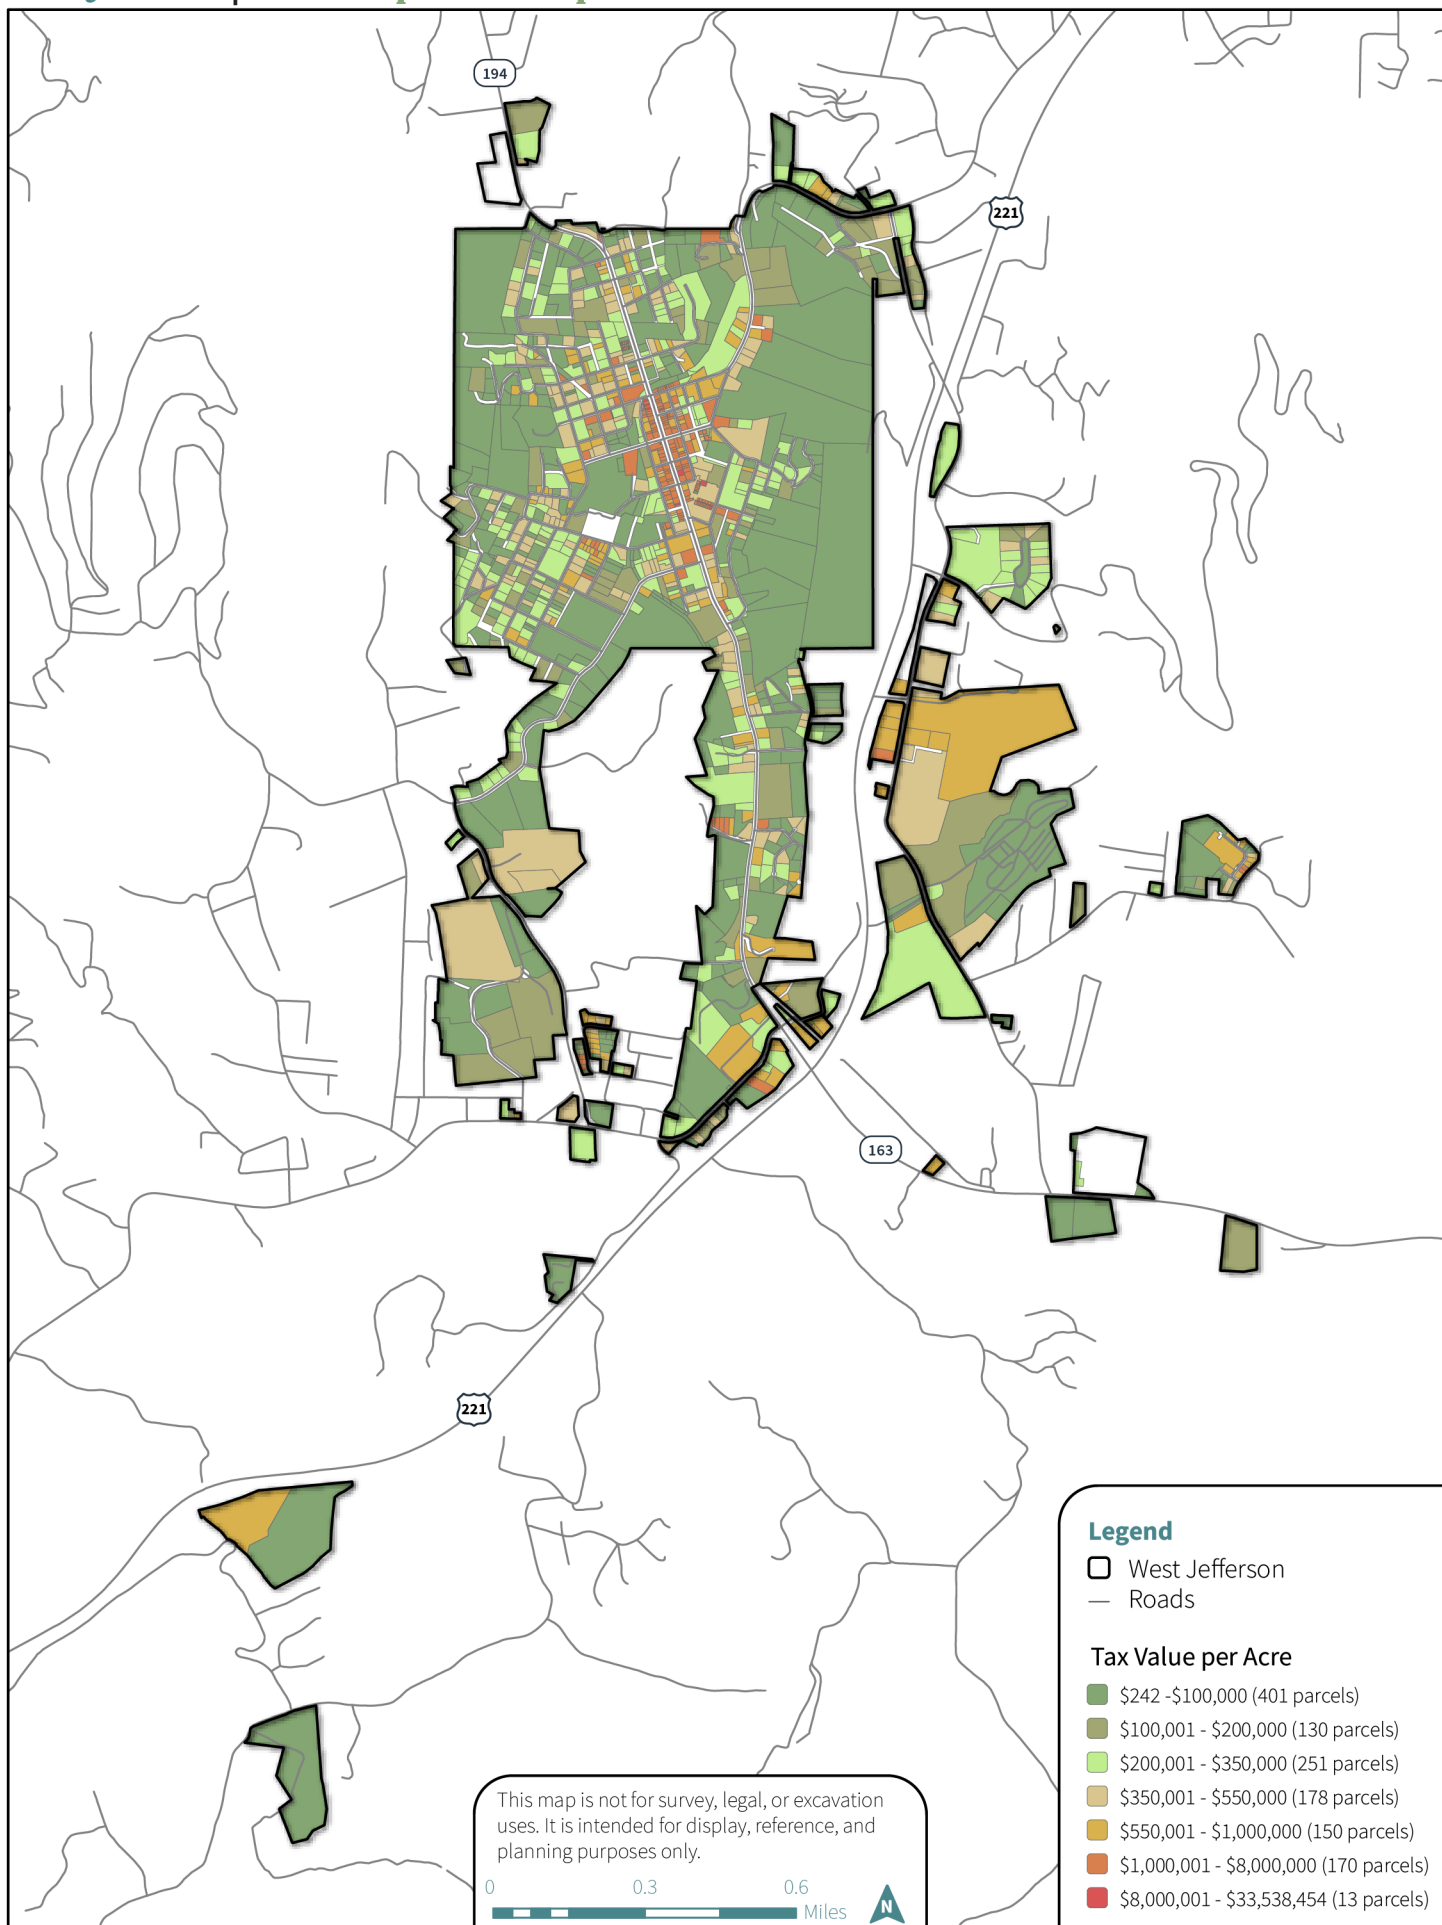 194
221
163
221
Legend
West Jefferson
Roads
Tax Value per Acre
$242 -$100,000 (401 parcels)
$100,001 - $200,000 (130 parcels)
$200,001 - $350,000 (251 parcels)
$350,001 - $550,000 (178 parcels)
$550,001 - $1,000,000 (150 parcels)
$1,000,001 - $8,000,000 (170 parcels)
$8,000,001 - $33,538,454 (13 parcels)
This map is not for survey, legal, or excavation
uses. It is intended for display, reference, and
planning purposes only.
0 0.3 0.6
Miles
N